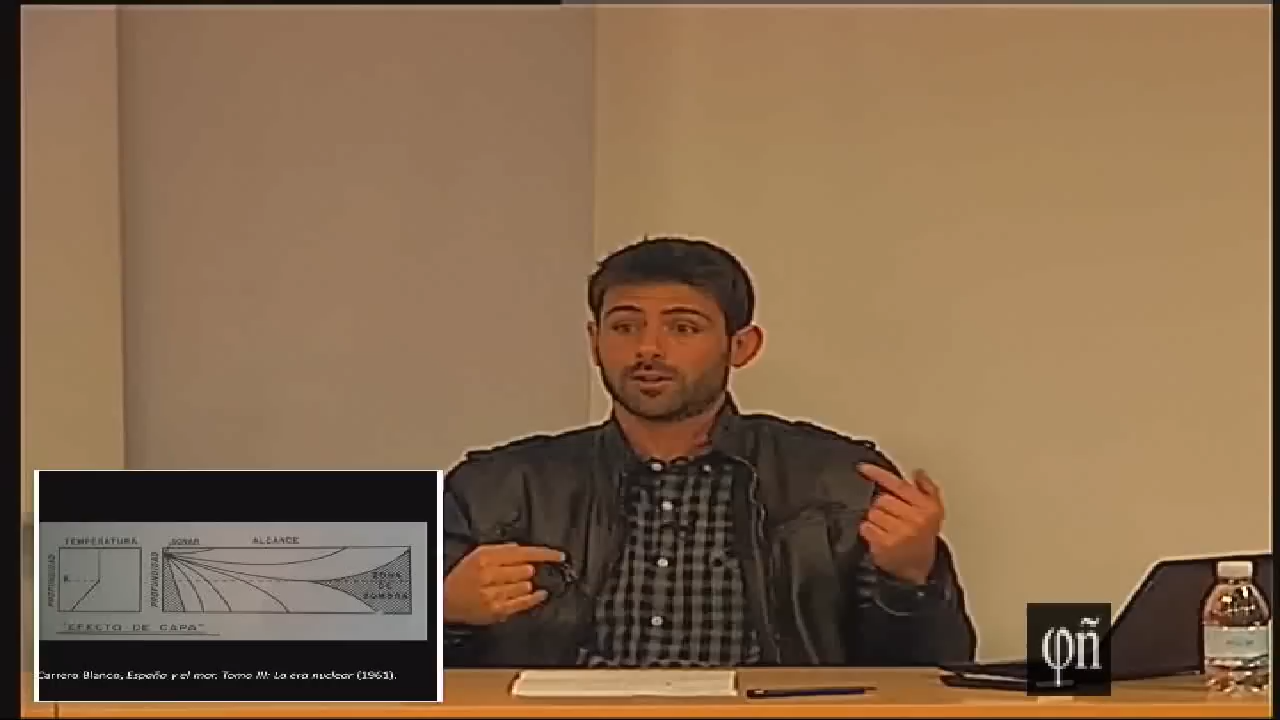 TEMPERATURA
SONAR
ALCANCE
PROFUNDIDAD
PROFUNDIDAD
ZONA
DE
SOMBRA
"EFECTO DE CAPA"
Carrero Blanco, España y el mar. Tomo III: La era nuclear (1961).
φñ